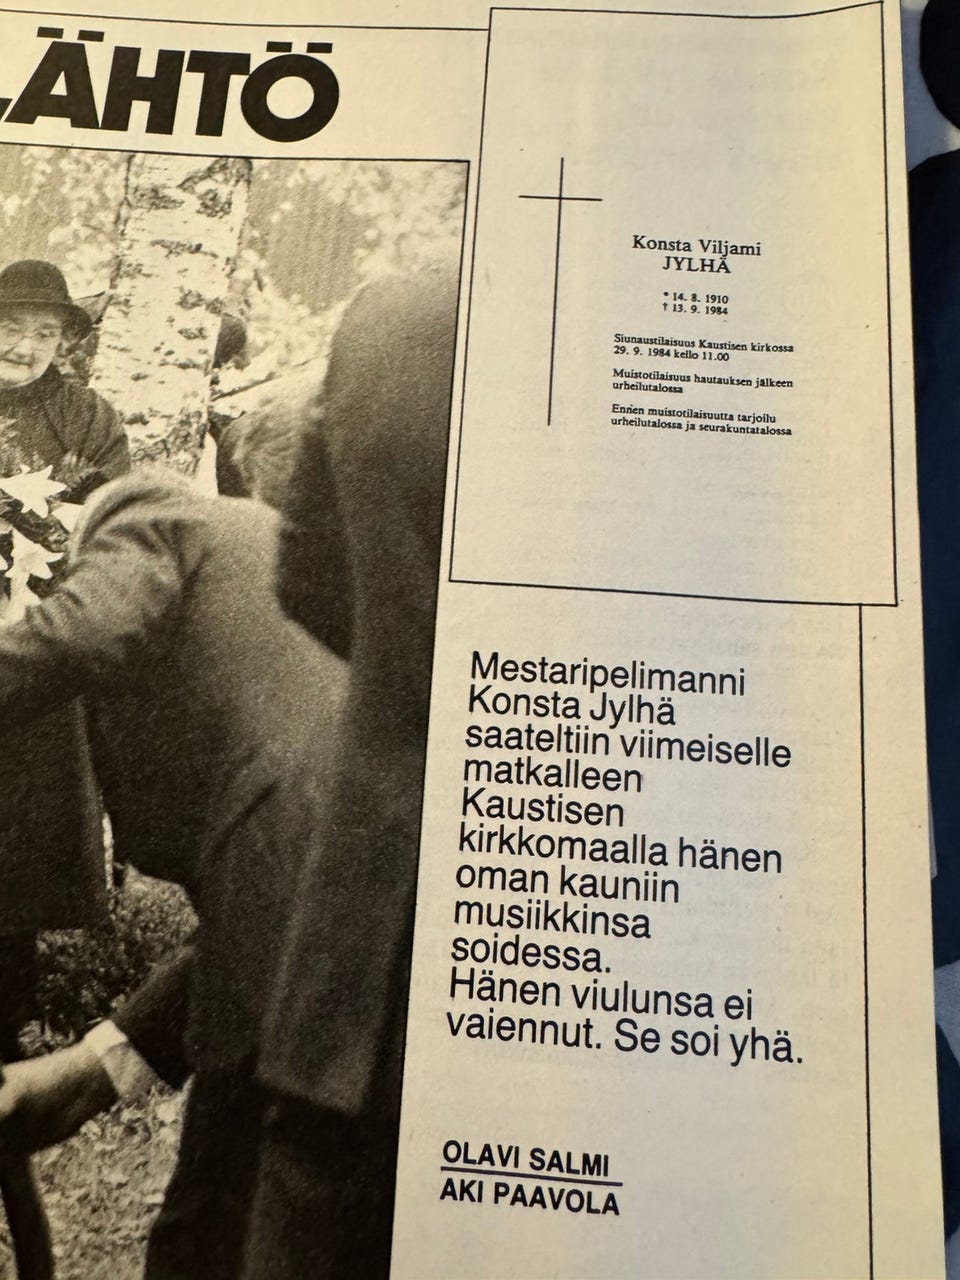 LÄHTÖ
Konsta Viljami
JYLHÄ
* 14. 8. 1910
† 13. 9. 1984
Siunaustilaisuus Kaustisen kirkossa
29. 9. 1984 kello 11.00
Muistotilaisuus hautauksen jälkeen
urheilutalossa
Ennen muistotilaisuutta tarjoilu
urheilutalossa ja seurakuntatalossa
Mestaripelimanni
Konsta Jylhä
saateltiin viimeiselle
matkalleen
Kaustisen
kirkkomaalla hänen
oman kauniin
musiikkinsa
soidessa.
Hänen viulunsa ei
vaiennut. Se soi yhä.
OLAVI SALMI
AKI PAAVOLA